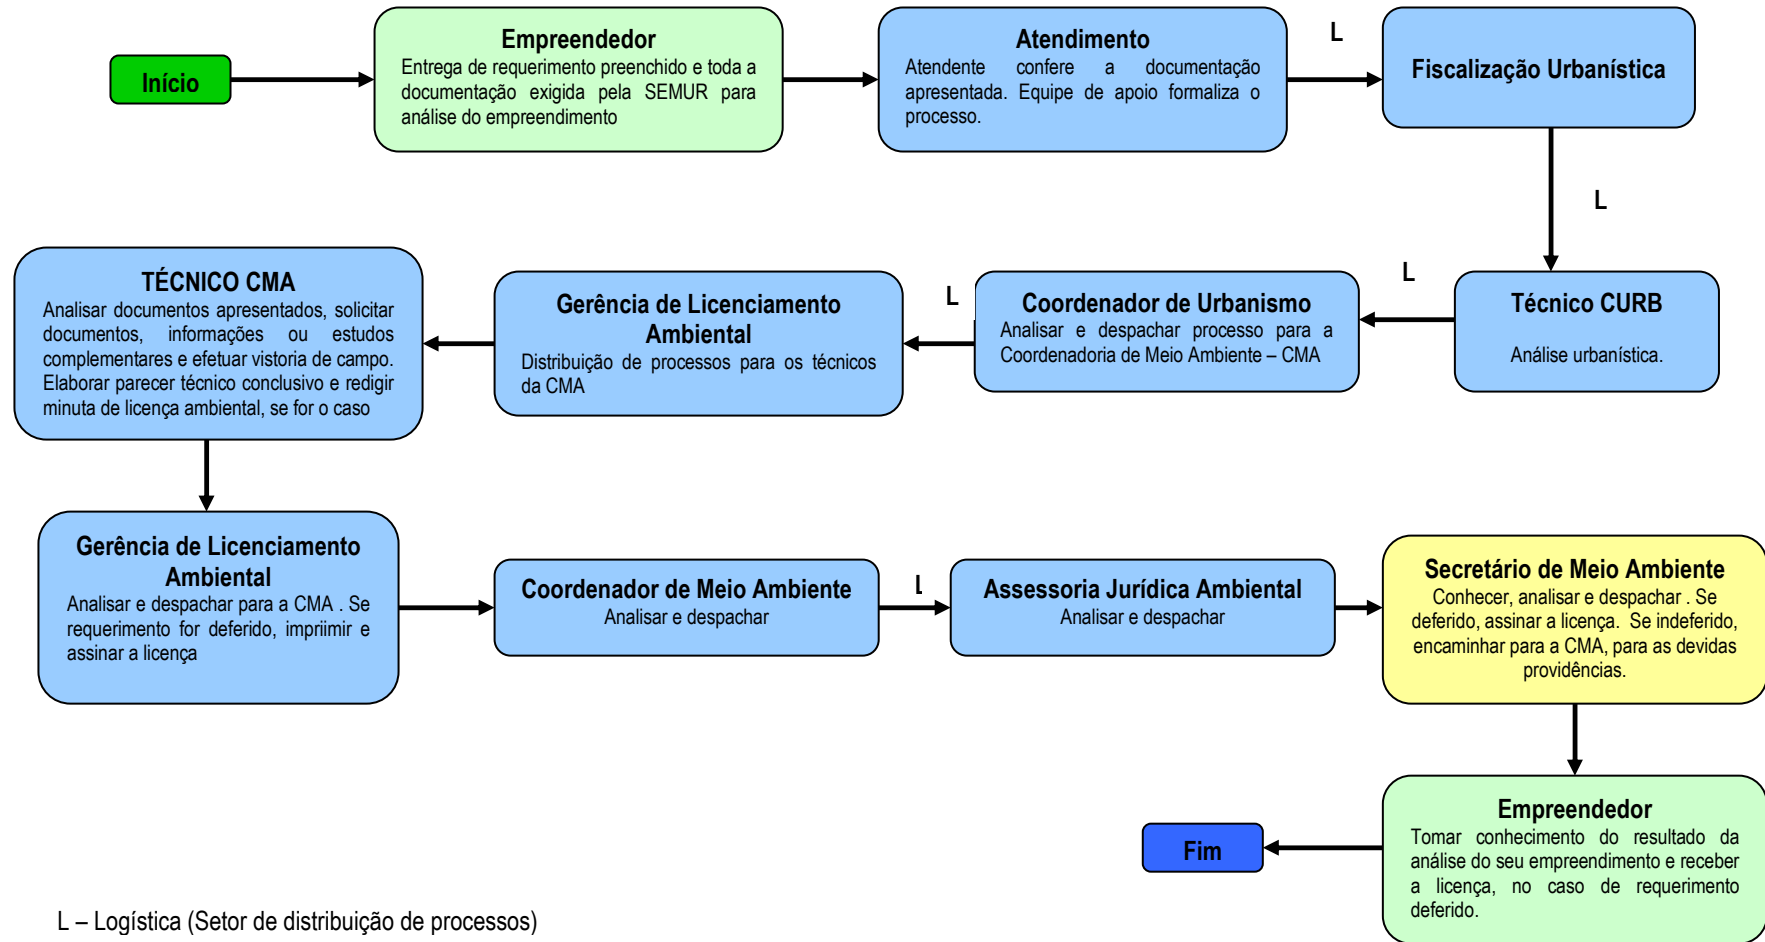 Início
Empreendedor
Entrega de requerimento preenchido e toda a
documentação exigida pela SEMUR para
análise do empreendimento
Atendimento
Atendente confere a documentação
apresentada. Equipe de apoio formaliza o
processo.
L
Fiscalização Urbanística
L
TÉCNICO CMA
Analisar documentos apresentados, solicitar
documentos, informações ou estudos
complementares e efetuar vistoria de campo.
Elaborar parecer técnico conclusivo e redigir
minuta de licença ambiental, se for o caso
Gerência de Licenciamento
Ambiental
Distribuição de processos para os técnicos
da CMA
L
Coordenador de Urbanismo
Analisar e despachar processo para a
Coordenadoria de Meio Ambiente – CMA
L
Técnico CURB
Análise urbanística.
Gerência de Licenciamento
Ambiental
Analisar e despachar para a CMA . Se
requerimento for deferido, impriimir e
assinar a licença
Coordenador de Meio Ambiente
Analisar e despachar
L
Assessoria Jurídica Ambiental
Analisar e despachar
Secretário de Meio Ambiente
Conhecer, analisar e despachar . Se
deferido, assinar a licença. Se indeferido,
encaminhar para a CMA, para as devidas
providências.
Empreendedor
Tomar conhecimento do resultado da
análise do seu empreendimento e receber
a licença, no caso de requerimento
deferido.
Fim
L – Logística (Setor de distribuição de processos)